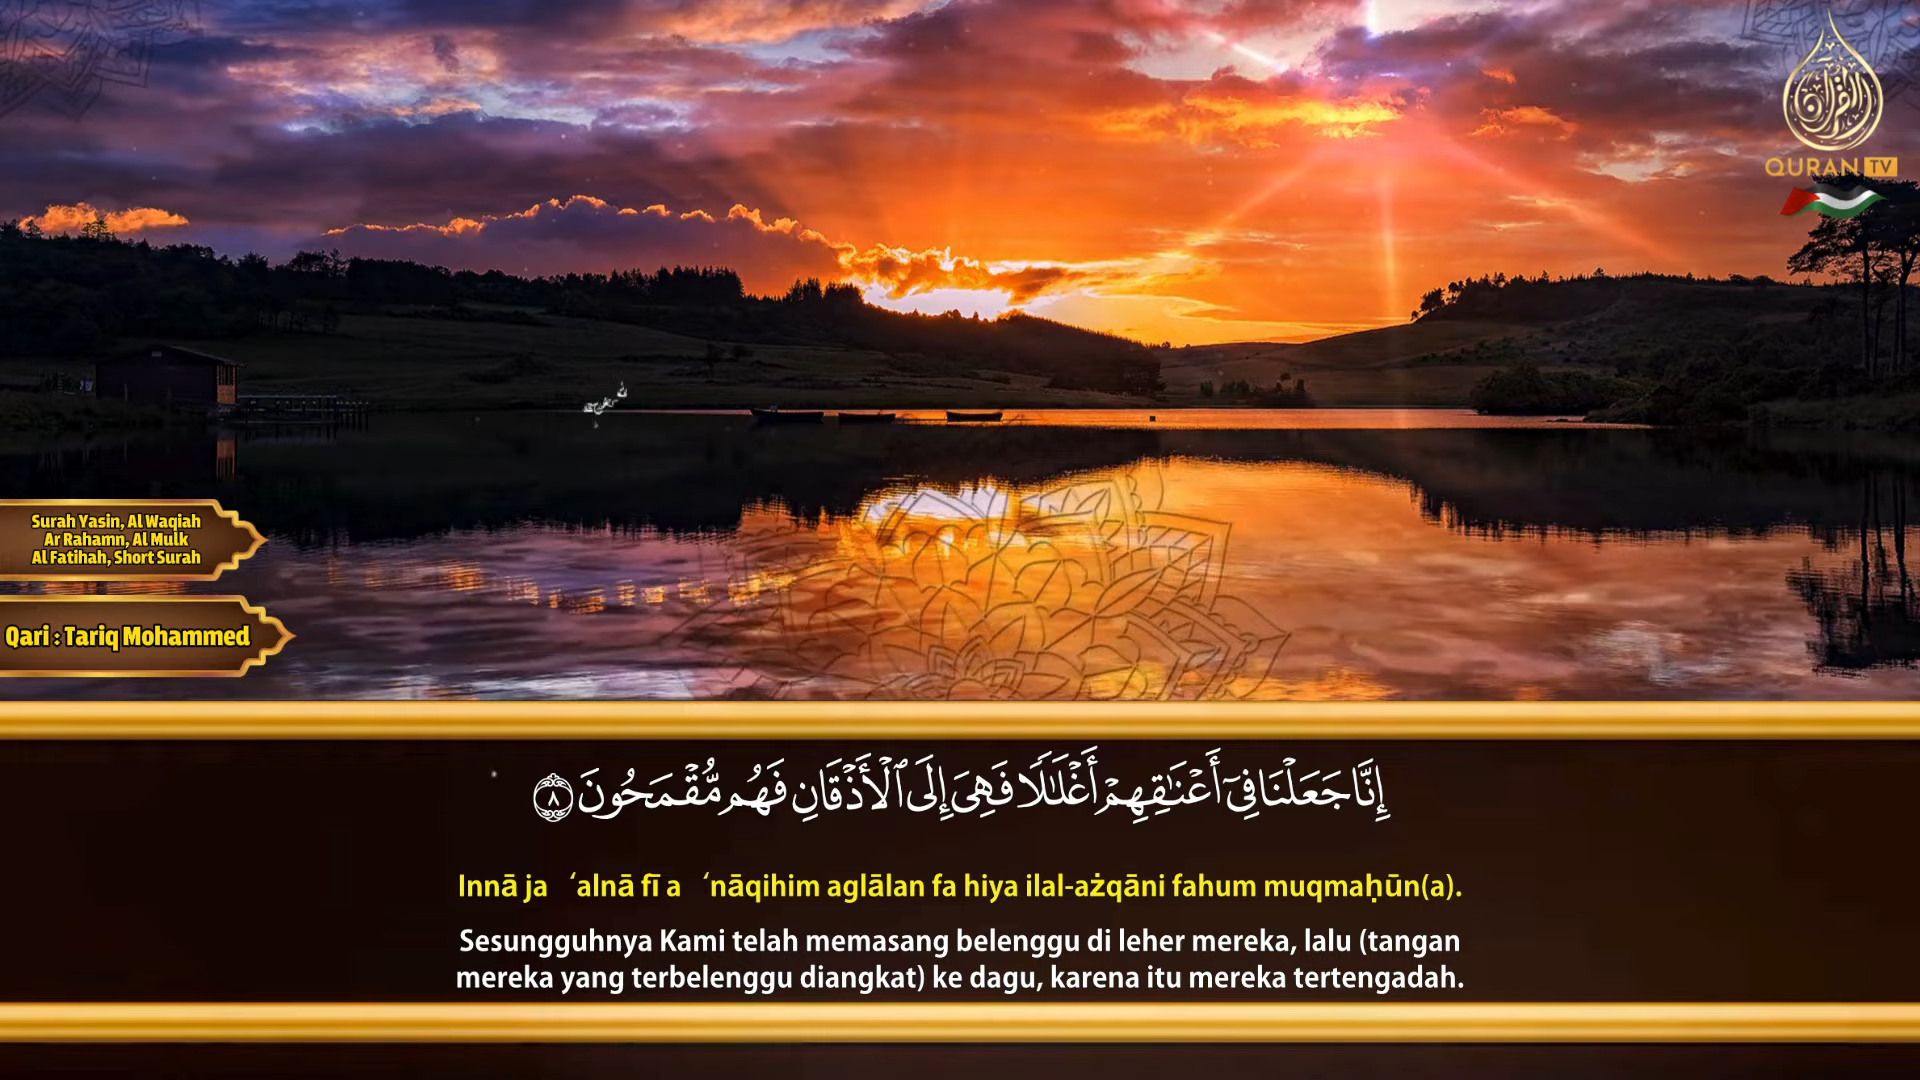 القرآن
QURAN TV
Surah Yasin, Al Waqiah
Ar Rahamn, Al Mulk
Al Fatihah, Short Surah
Qari : Tariq Mohammed
إِنَّا جَعَلْنَا فِىٓ أَعْنَـٰقِهِمْ أَغْلَـٰلًا فَهِىَ إِلَى ٱلْأَذْقَانِ فَهُم مُّقْمَحُونَ ٨
Innā ja ‘alnā fī a ‘nāqihim aglālan fa hiya ilal-ażqāni fahum muqmaḥūn(a).
Sesungguhnya Kami telah memasang belenggu di leher mereka, lalu (tangan
mereka yang terbelenggu diangkat) ke dagu, karena itu mereka tertengadah.